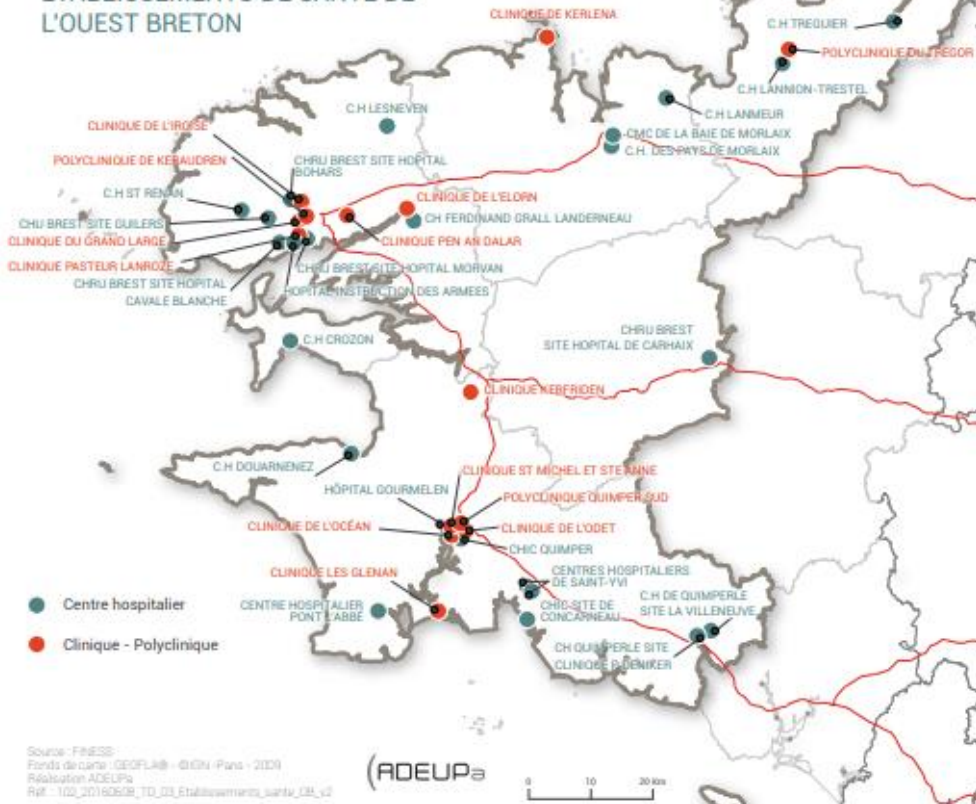 ETABLISSEMENTS DE SANTE DE
L'OUEST BRETON
CLINIQUE DE KERLENA
C.H TREGUIER
POLYCLINIQUE DU TREGOR
C.H LANNION-TRESTEL
C.H LESNEVEN
C.H LANMEUR
CLINIQUE DE L'IROISE
CMC DE LA BAIE DE MORLAIX
C.H. DES PAYS DE MORLAIX
POLYCLINIQUE DE KERAUDREN
CHRU BREST SITE HOPITAL
BOHARS
C.H ST RENAN
CLINIQUE DE L'ELORN
CHU BREST SITE GUILERS
CH FERDINAND GRALL LANDERNEAU
CLINIQUE DU GRAND LARGE
CLINIQUE PEN AN DALAR
CLINIQUE PASTEUR LANROZE
CHRU BREST SITE HOPITAL MORVAN
CHRU BREST SITE HOPITAL
CAVALE BLANCHE
HOPITAL INSTRUCTION DES ARMEES
C.H CROZON
CHRU BREST
SITE HOPITAL DE CARHAIX
CLINIQUE KERFRIDEN
C.H DOUARNENEZ
CLINIQUE ST MICHEL ET STE ANNE
HÔPITAL GOURMELEN
POLYCLINIQUE QUIMPER SUD
CLINIQUE DE L'OCÉAN
CLINIQUE DE L'ODET
CHIC QUIMPER
CLINIQUE LES GLENAN
CENTRES HOSPITALIERS
DE SAINT-YVI
C.H DE QUIMPERLE
SITE LA VILLENEUVE
CENTRE HOSPITALIER
PONT L'ABBE
CHIC SITE DE
CONCARNEAU
CH QUIMPERLE SITE
CLINIQUE P. DENIKER
Centre hospitalier
Clinique - Polyclinique
Source : FINESS
Fonds de carte : GEOFLA® - ©IGN - Paris - 2009
Réalisation ADEUPa
Réf : 102_20160608_TD_03_Etablissements_sante_OB_v2
ADEUPa
0 10 20 km